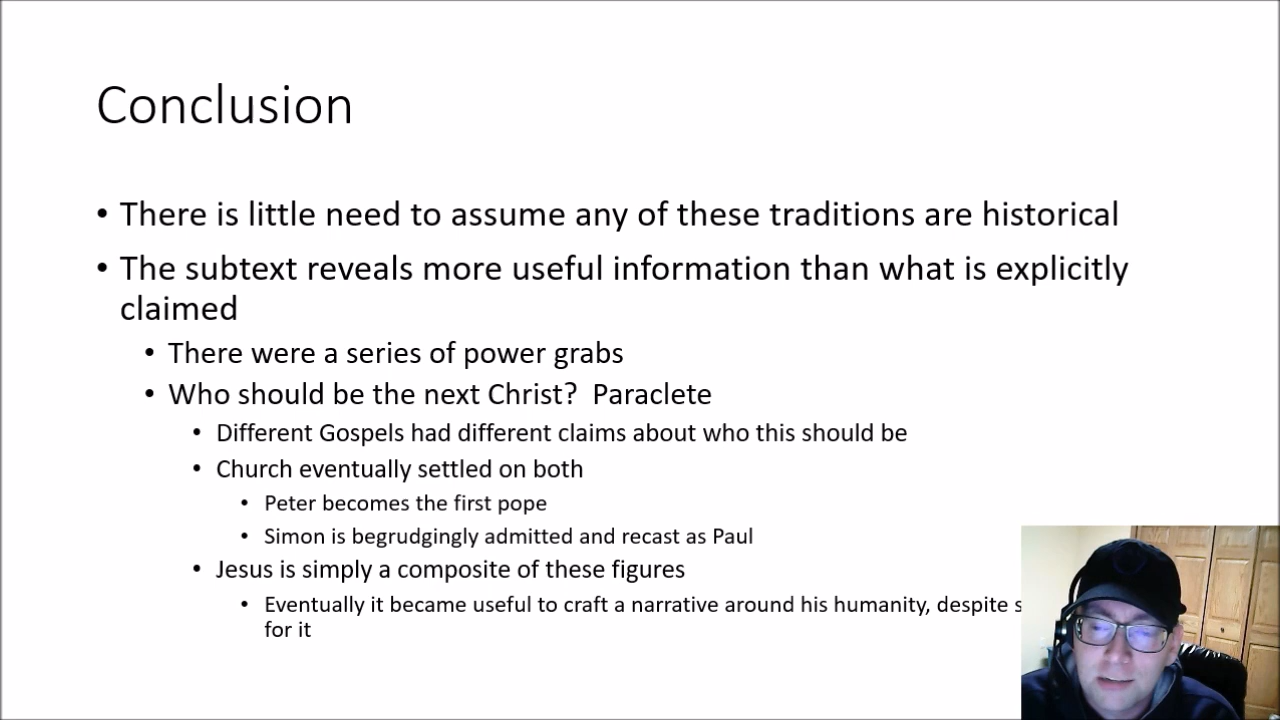 Conclusion
• There is little need to assume any of these traditions are historical
• The subtext reveals more useful information than what is explicitly
claimed
• There were a series of power grabs
• Who should be the next Christ?  Paraclete
• Different Gospels had different claims about who this should be
• Church eventually settled on both
• Peter becomes the first pope
• Simon is begrudgingly admitted and recast as Paul
• Jesus is simply a composite of these figures
• Eventually it became useful to craft a narrative around his humanity, despite
for it